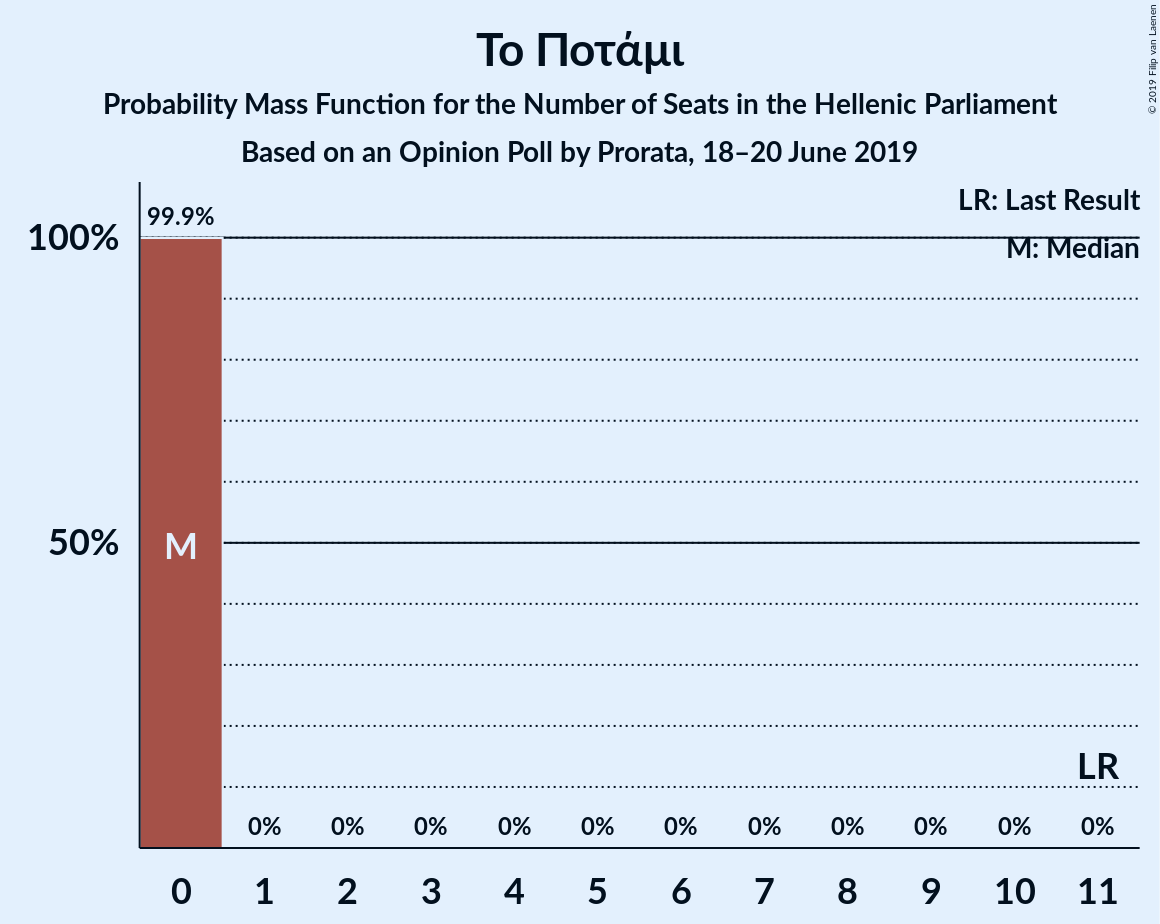 Το Ποτάμι
Probability Mass Function for the Number of Seats in the Hellenic Parliament
Based on an Opinion Poll by Prorata, 18–20 June 2019
© 2019 Filip van Laenen
LR: Last Result
M: Median
99.9%
100%
50%
M
LR
0% 0% 0% 0% 0% 0% 0% 0% 0% 0% 0%
0 1 2 3 4 5 6 7 8 9 10 11